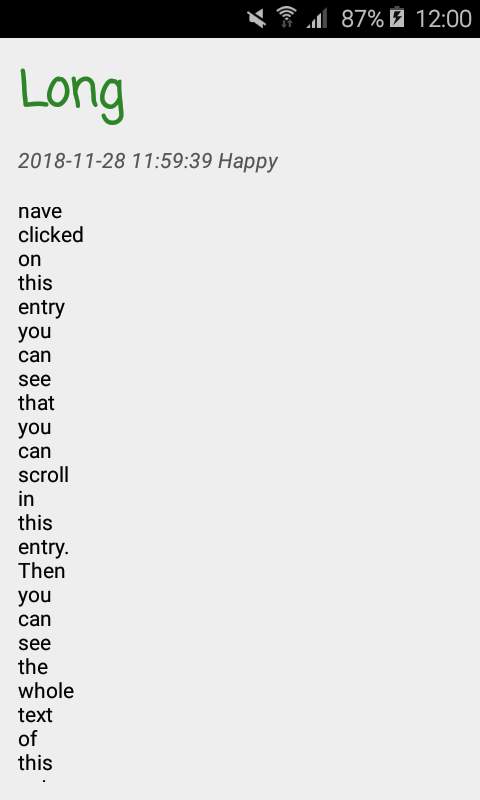 87% 12:00
Long
2018-11-28 11:59:39 Happy
nave
clicked
on
this
entry
you
can
see
that
you
can
scroll
in
this
entry.
Then
you
can
see
the
whole
text
of
this